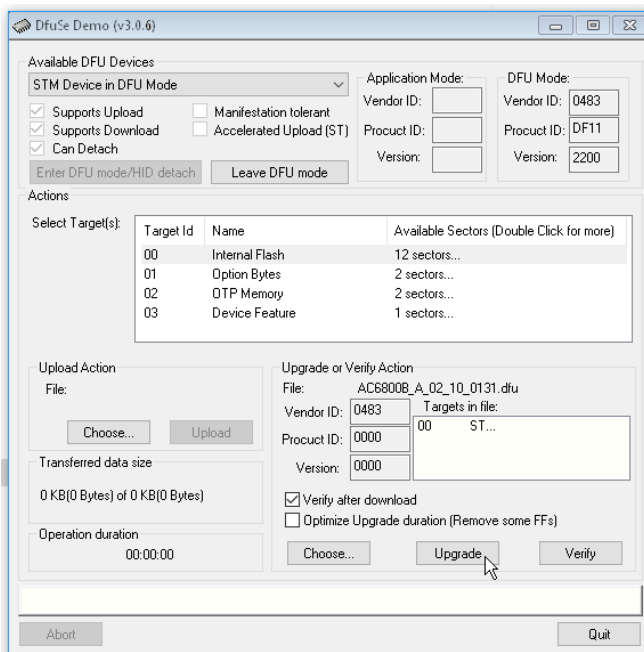 DfuSe Demo (v3.0.6)
Available DFU Devices
STM Device in DFU Mode
Supports Upload
Manifestation tolerant
Supports Download
Accelerated Upload (ST)
Can Detach
Enter DFU mode/HID detach
Leave DFU mode
Application Mode:
Vendor ID:
Procuct ID:
Version:
DFU Mode:
Vendor ID: 0483
Procuct ID: DF11
Version: 2200
Actions
Select Target(s):
Target Id Name Available Sectors (Double Click for more)
00 Internal Flash 12 sectors...
01 Option Bytes 2 sectors...
02 OTP Memory 2 sectors...
03 Device Feature 1 sectors...
Upload Action
File:
Choose... Upload
Transferred data size
0 KB(0 Bytes) of 0 KB(0 Bytes)
Operation duration
00:00:00
Upgrade or Verify Action
File: AC6800B_A_02_10_0131.dfu
Vendor ID: 0483
Procuct ID: 0000
Version: 0000
Targets in file:
00 ST...
Verify after download
Optimize Upgrade duration (Remove some FFs)
Choose... Upgrade Verify
Abort
Quit